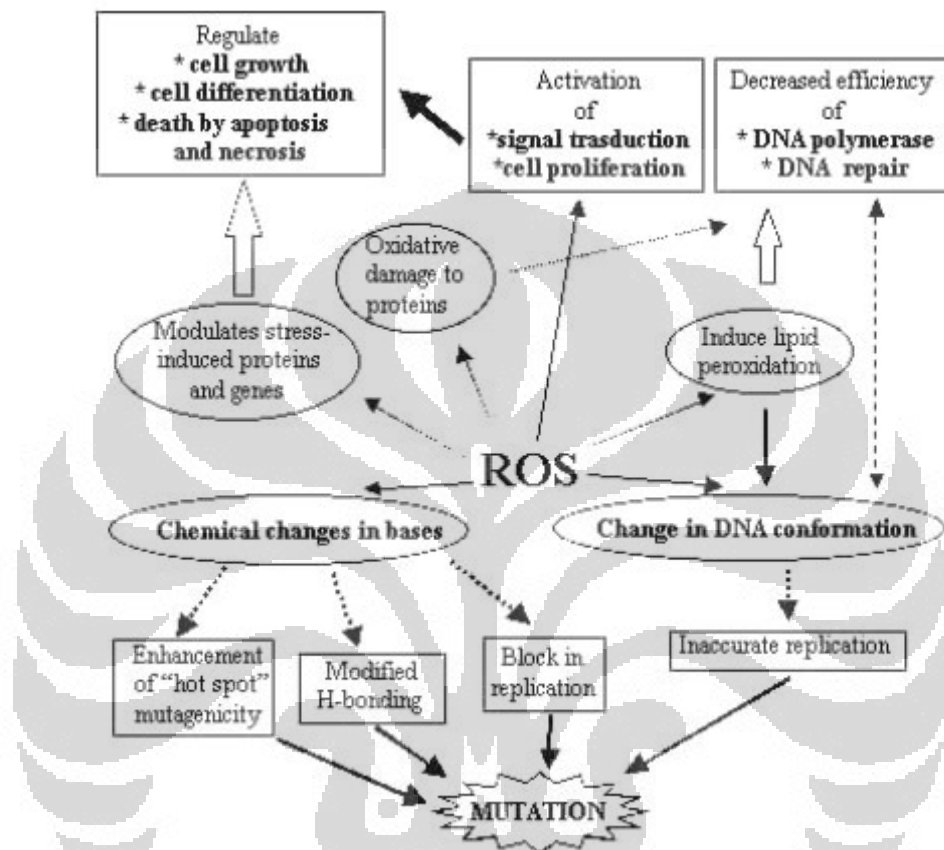 Regulate
* cell growth
* cell differentiation
* death by apoptosis
and necrosis
Activation
of
*signal trasduction
*cell proliferation
Decreased efficiency
of
* DNA polymerase
* DNA repair
Oxidative
damage to
proteins
Modulates stress-
induced proteins
and genes
Induce lipid
peroxidation
ROS
Chemical changes in bases
Change in DNA conformation
Enhancement
of “hot spot”
mutagenicity
Modified
H-bonding
Block in
replication
Inaccurate replication
MUTATION